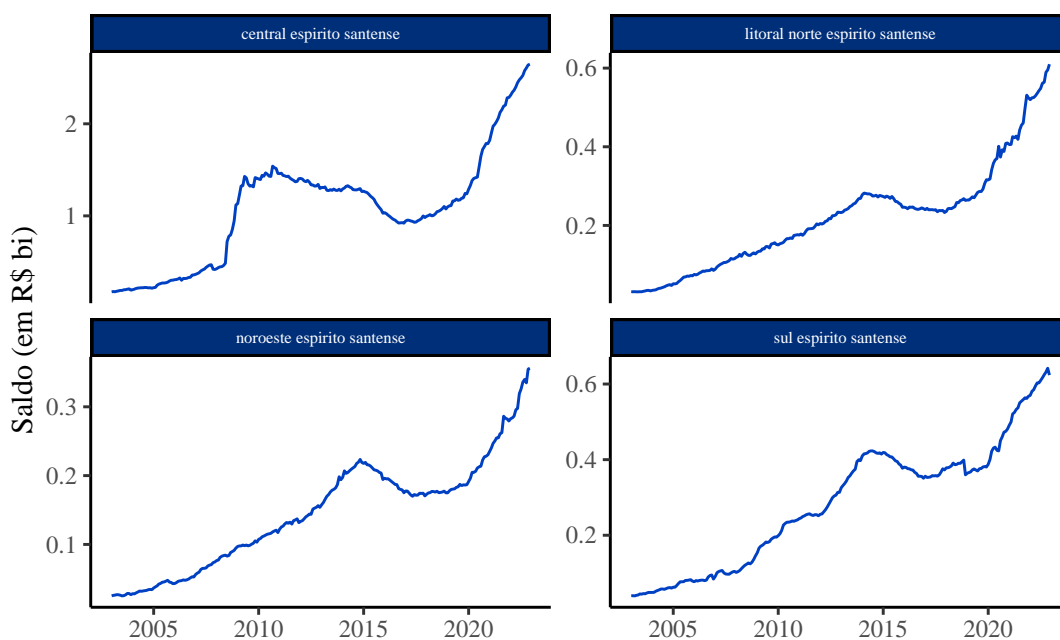 central espirito santense
litoral norte espirito santense
Saldo (em R$ bi)
2
1
0.6
0.4
0.2
noroeste espirito santense
sul espirito santense
0.3
0.2
0.1
0.6
0.4
0.2
2005 2010 2015 2020
2005 2010 2015 2020